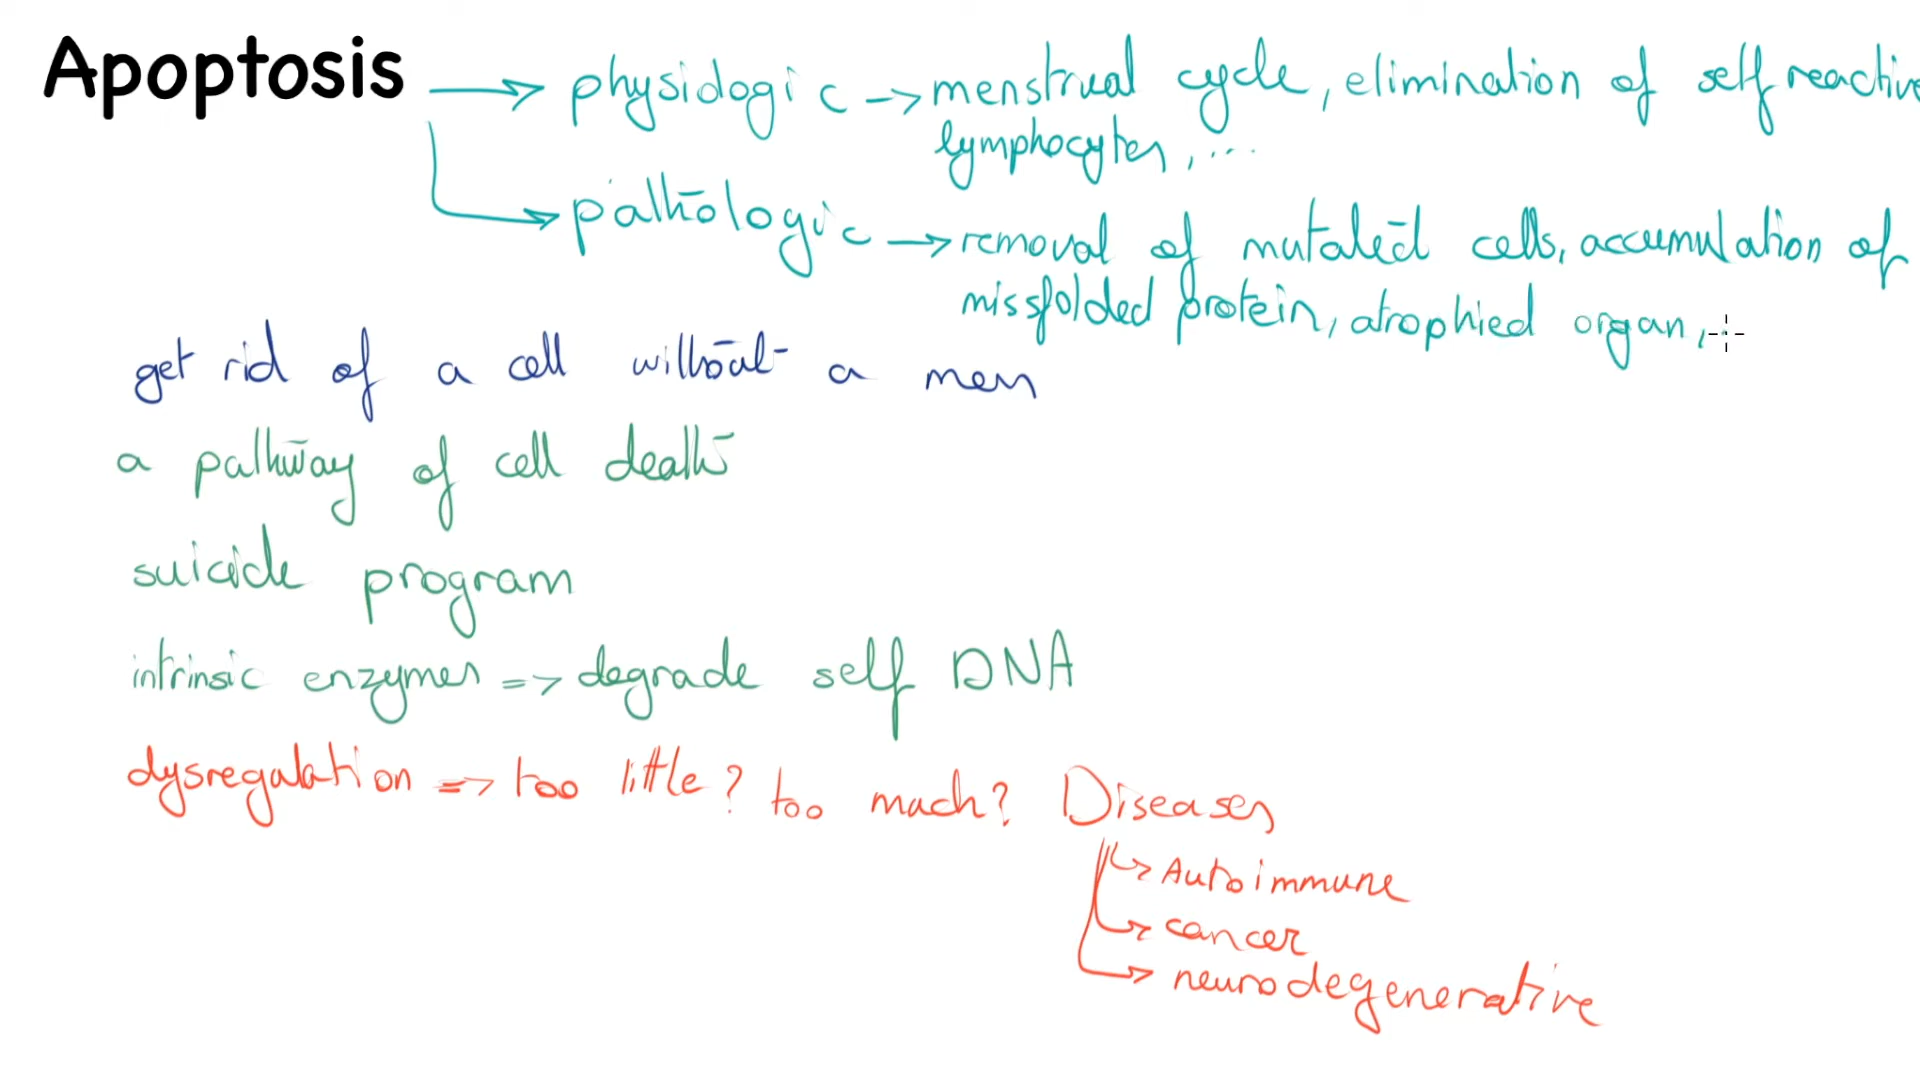 Apoptosis
physiologic -> menstrual cycle, elimination of self reactive
lymphocytes, ...
pathologic -> removal of mutated cells, accumulation of
missfolded protein, atrophied organ,
get rid of a cell without a mess
a pathway of cell death
suicide program
intrinsic enzymes => degrade self DNA
dysregulation => too little? too much? Diseases
Autoimmune
cancer
neurodegenerative